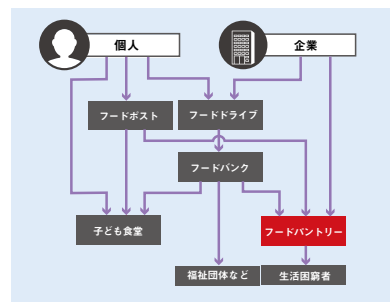 個人
企業
フードポスト
フードドライブ
フードバンク
子ども食堂
フードパントリー
福祉団体など
生活困窮者